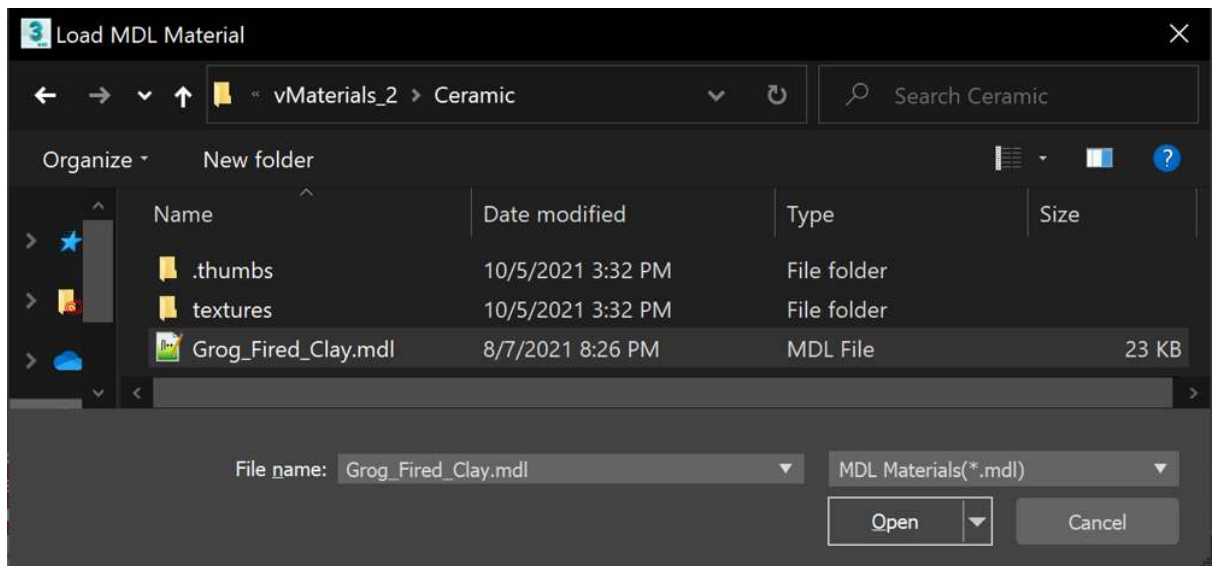 Load MDL Material
« vMaterials_2 > Ceramic Search Ceramic
Organize New folder
Name Date modified Type Size
.thumbs 10/5/2021 3:32 PM File folder
textures 10/5/2021 3:32 PM File folder
Grog_Fired_Clay.mdl 8/7/2021 8:26 PM MDL File 23 KB
File name: Grog_Fired_Clay.mdl MDL Materials(*.mdl)
Open Cancel